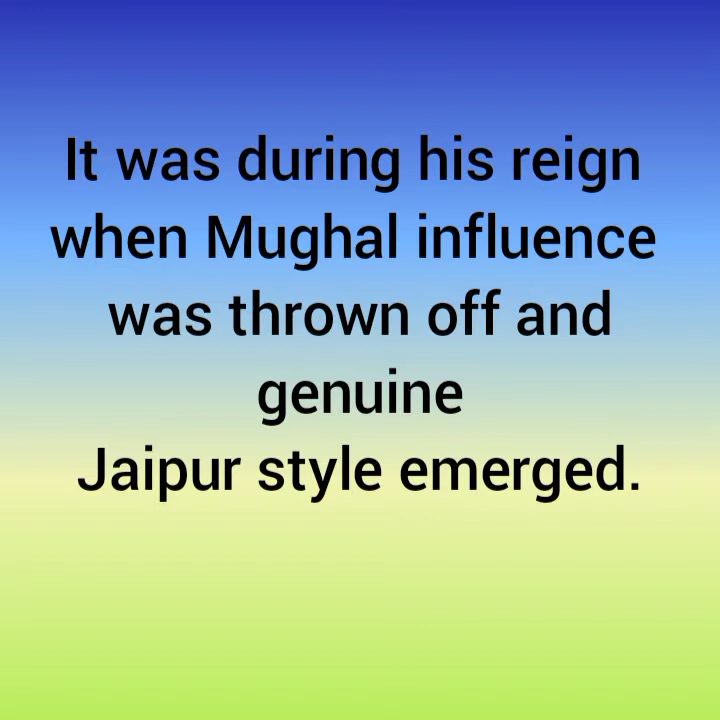 It was during his reign
when Mughal influence
was thrown off and
genuine
Jaipur style emerged.